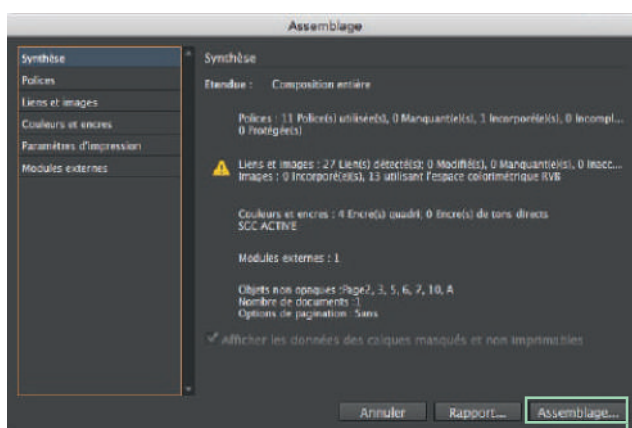 Assemblage
Synthèse
Polices
Liens et images
Couleurs et encres
Paramètres d'impression
Modules externes
Synthèse
Etendue : Composition entière
Polices : 11 Police(s) utilisée(s), 0 Manquant(e)(s), 1 Incorporé(e)(s), 0 Incompl...
0 Protégée(s)
Liens et images : 27 Lien(s) détecté(s); 0 Modifié(s), 0 Manquant(e)(s), 0 Inacc...
Images : 0 Incorporé(e)(s), 13 utilisant l'espace colorimétrique RVB
Couleurs et encres : 4 Encre(s) quadri; 0 Encre(s) de tons directs
SGC ACTIVE
Modules externes : 1
Objets non opaques :Page2, 3, 5, 6, 7, 10, A
Nombre de documents :1
Options de pagination : Sans
Afficher les données des calques masqués et non imprimables
Annuler
Rapport...
Assemblage...